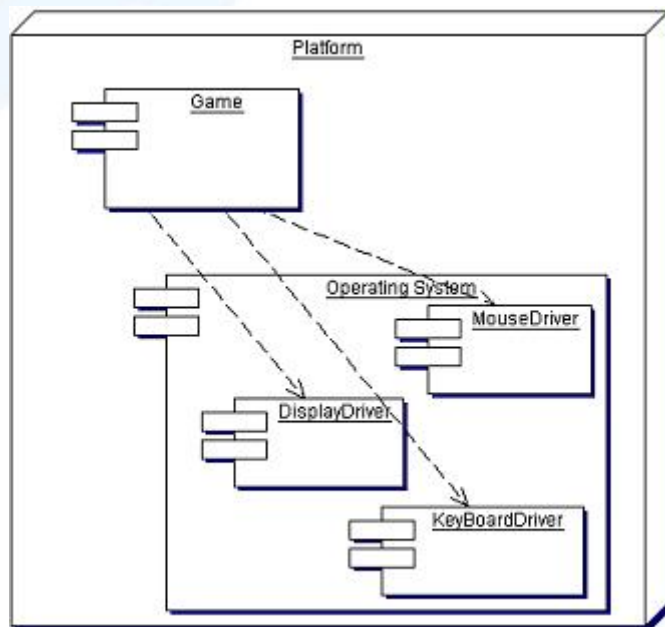 Platform
Game
Operating System
MouseDriver
DisplayDriver
KeyBoardDriver